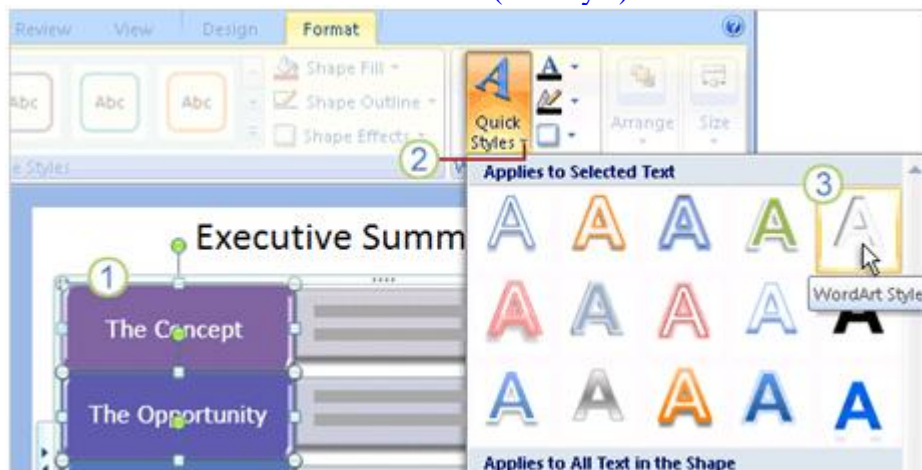 Review View Design Format
Abc Abc Abc
Shape Fill
Shape Outline
Shape Effects
Quick
Styles
Arrange
Size
2
Applies to Selected Text
3
WordArt Style
Executive Summ
1
The Concept
The Opportunity
Applies to All Text in the Shape